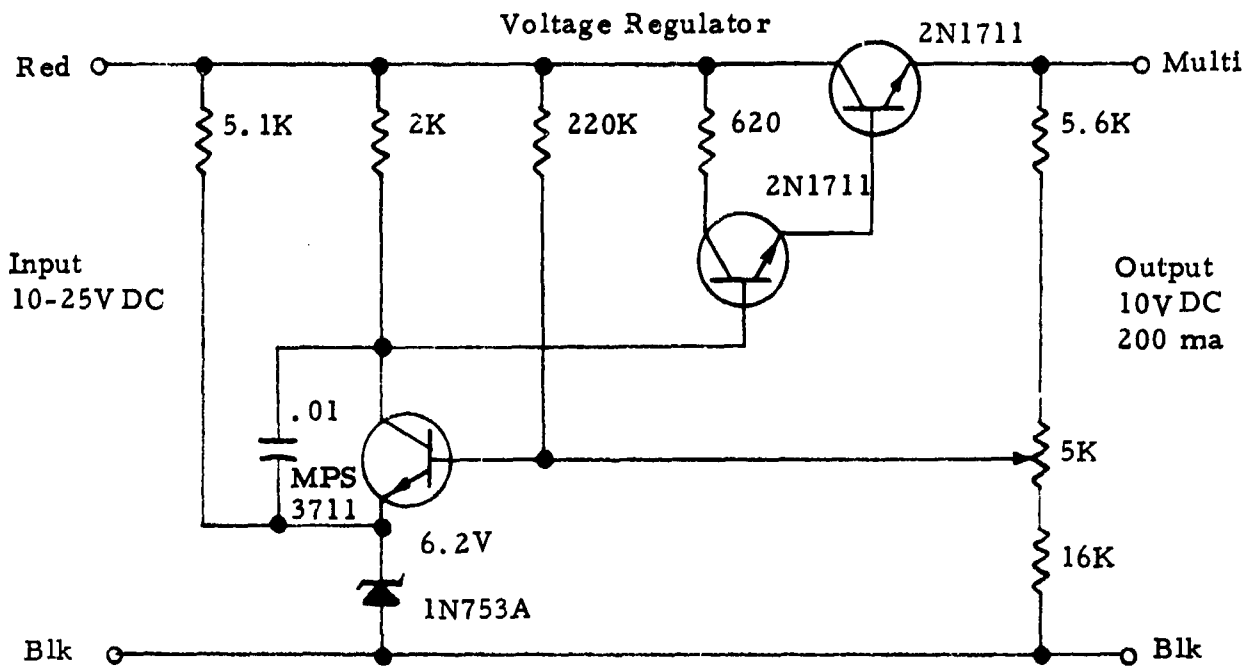 Voltage Regulator
2N1711
Red
Multi
5.1K
2K
220K
620
5.6K
2N1711
Input
10-25V DC
Output
10V DC
200 ma
.01
MPS
3711
5K
6.2V
16K
1N753A
Blk
Blk